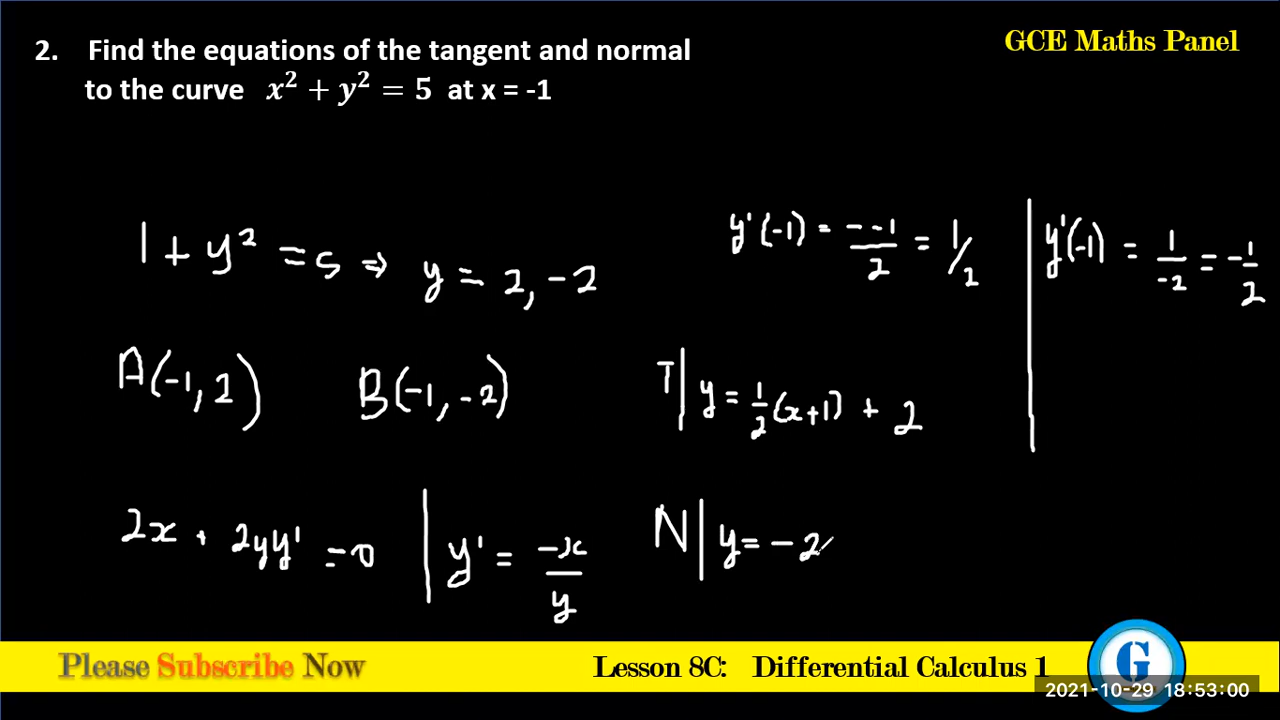 2. Find the equations of the tangent and normal
to the curve x² + y² = 5 at x = -1
GCE Maths Panel
1 + y² = 5 ⇒ y = 2, -2
A(-1, 2) B(-1, -2)
2x + 2yy' = 0 | y' = -x/y
y'(-1) = - -1/2 = 1/2
T | y = 1/2 (x+1) + 2
N | y = -2
y'(-1) = 1/-2 = -1/2
Please Subscribe Now
Lesson 8C: Differential Calculus 1
G
2021-10-29 18:53:00